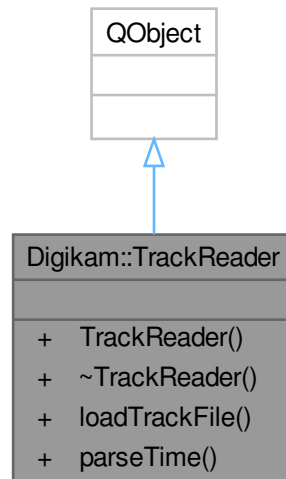 QObject
Digikam::TrackReader
+ TrackReader()
+ ~TrackReader()
+ loadTrackFile()
+ parseTime()